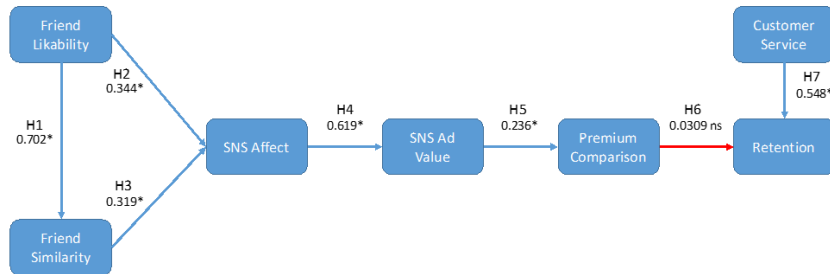 Friend
Likability
Customer
Service
H2
0.344*
H7
0.548*
H1
0.702*
H4
0.619*
H5
0.236*
H6
0.0309 ns
SNS Affect
SNS Ad
Value
Premium
Comparison
Retention
H3
0.319*
Friend
Similarity